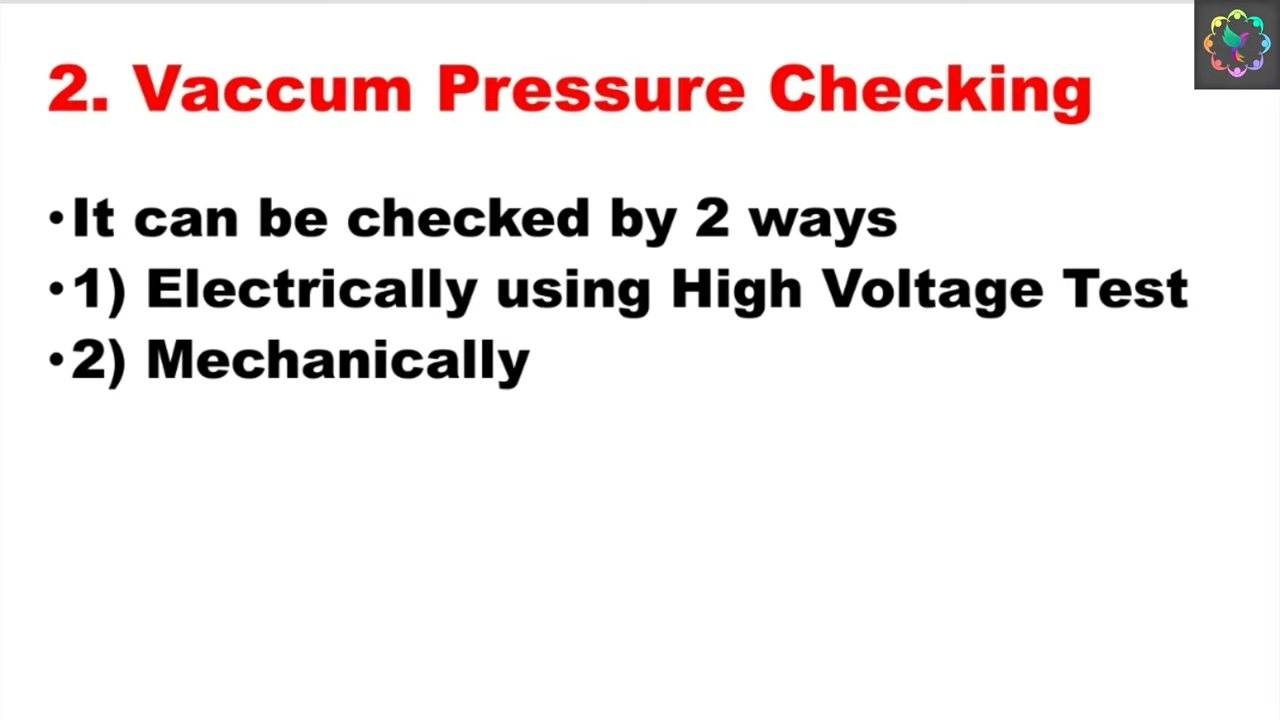 2. Vaccum Pressure Checking
•It can be checked by 2 ways
•1) Electrically using High Voltage Test
•2) Mechanically